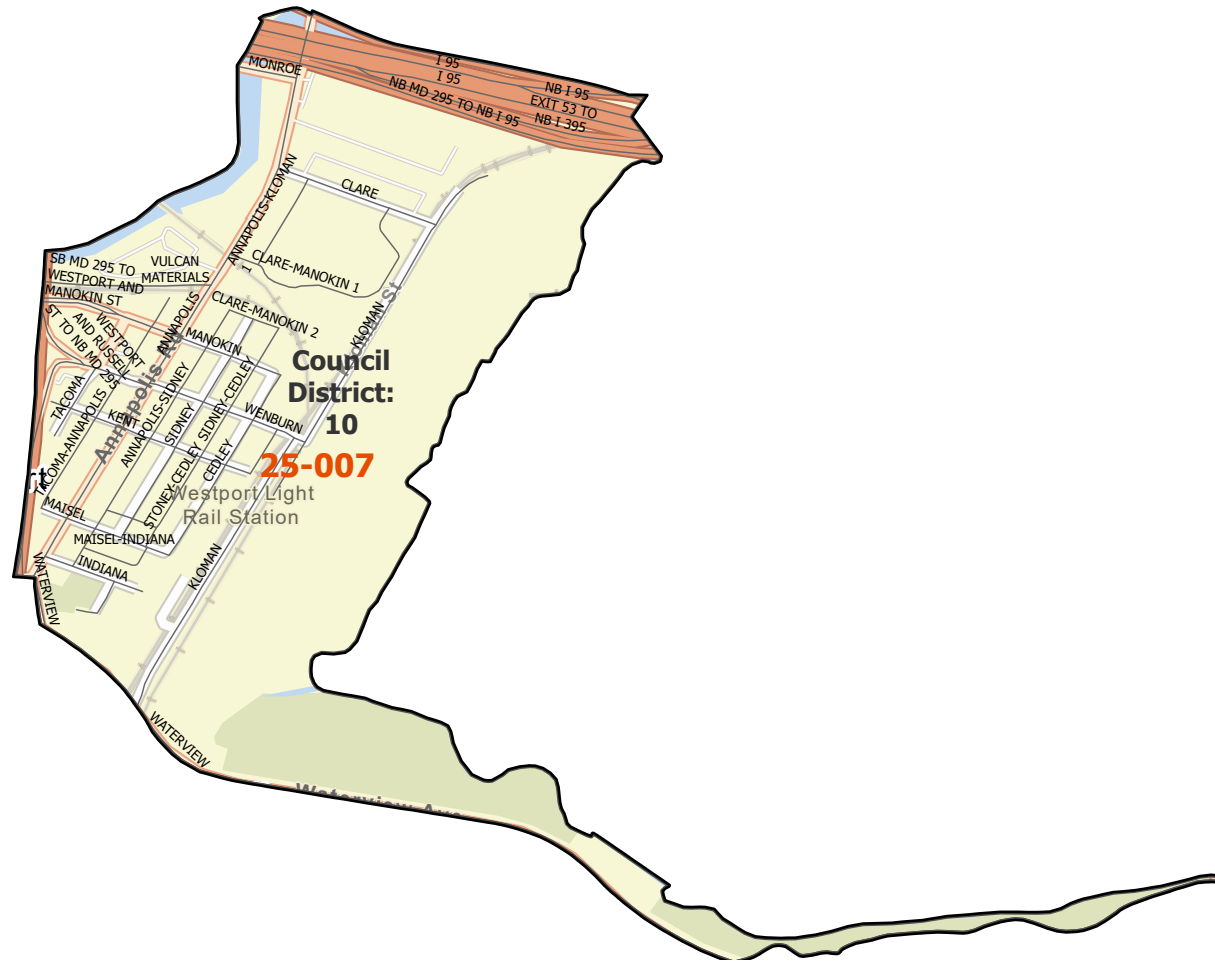 I 95
I 95
NB I 95
MONROE
NB MD 295 TO NB I 95
EXIT 53 TO
NB I 395
CLARE
ANNAPOLIS-KLOMAN
SB MD 295 TO
WESTPORT AND
MANOKIN ST
VULCAN
MATERIALS
CLARE-MANOKIN 1
1
CLARE-MANOKIN 2
ANNAPOLIS
KLOMAN
WESTPORT
AND RUSSELL
ST TO NB MD 295
MANOKIN
Annapolis Rd
Council
District:
10
TACOMA
TACOMA-ANNAPOLIS
KENT
ANNAPOLIS-SIDNEY
SIDNEY
SIDNEY-CEDLEY
WENBURN
STONEY-CEDLEY
CEDLEY
25-007
Westport Light
Rail Station
MAISEL
MAISEL-INDIANA
INDIANA
KLOMAN
WATERVIEW
WATERVIEW
Waterview Ave